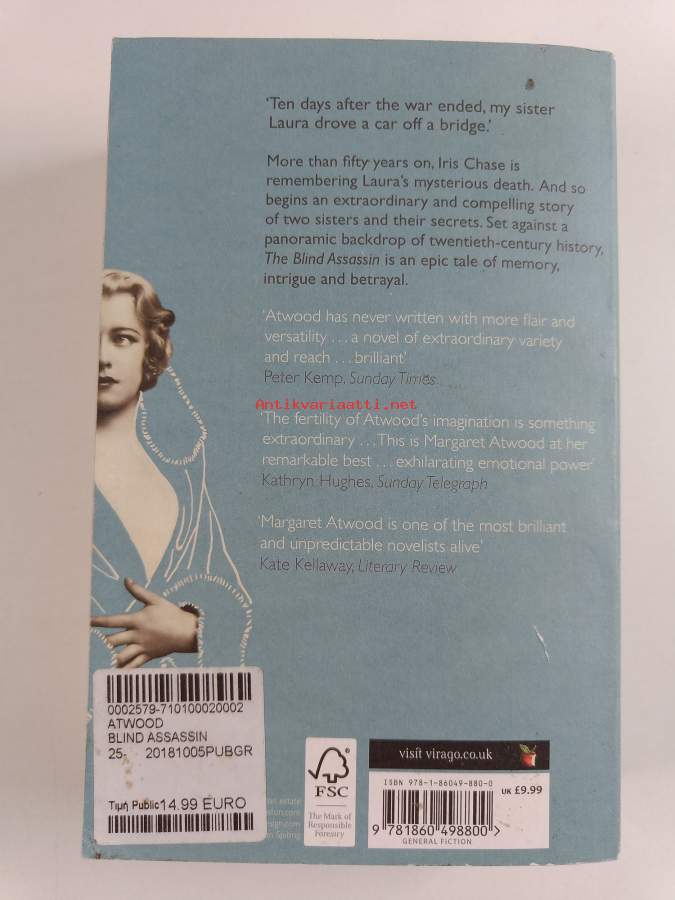 ‘Ten days after the war ended, my sister
Laura drove a car off a bridge.’
More than fifty years on, Iris Chase is
remembering Laura’s mysterious death. And so
begins an extraordinary and compelling story
of two sisters and their secrets. Set against a
panoramic backdrop of twentieth-century history,
The Blind Assassin is an epic tale of memory,
intrigue and betrayal.
‘Atwood has never written with more flair and
versatility ... a novel of extraordinary variety
and reach ... brilliant’
Peter Kemp, Sunday Times
Antikvariaatti.net
‘The fertility of Atwood’s imagination is something
extraordinary ... This is Margaret Atwood at her
remarkable best ... exhilarating emotional power’
Kathryn Hughes, Sunday Telegraph
‘Margaret Atwood is one of the most brilliant
and unpredictable novelists alive’
Kate Kellaway, Literary Review
0002579-710100020002
ATWOOD
BLIND ASSASSIN
25- 20181005PUBGR
Τιμή Public 14.99 EURO
estate
FSC
The Mark of
Responsible
Forestry
visit virago.co.uk
ISBN 978-1-86049-880-0
UK £9.99
9 781860 498800 >
GENERAL FICTION